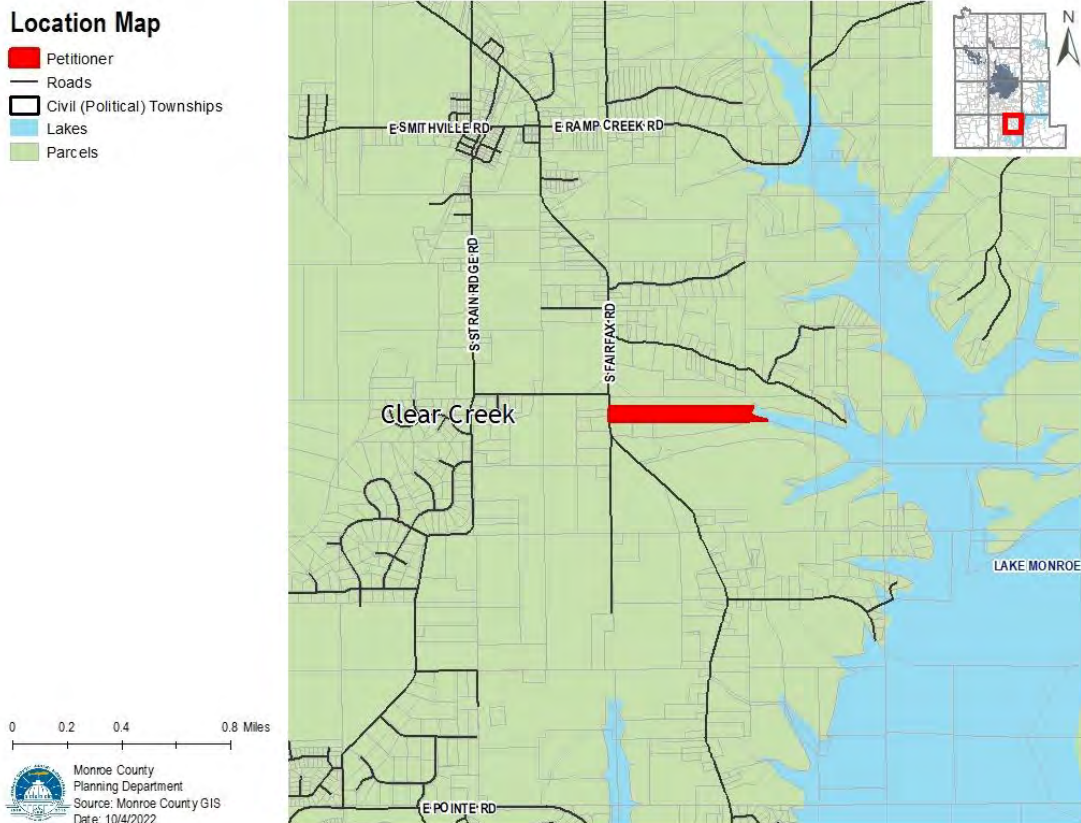 Location Map
Petitioner
Roads
Civil (Political) Townships
Lakes
Parcels
N
E SMITHVILLE RD
E RAMP CREEK RD
S STRAIN RIDGE RD
S FAIRFAX RD
Clear Creek
LAKE MONROE
E POINTE RD
0 0.2 0.4 0.8 Miles
Monroe County
Planning Department
Source: Monroe County GIS
Date: 10/4/2022